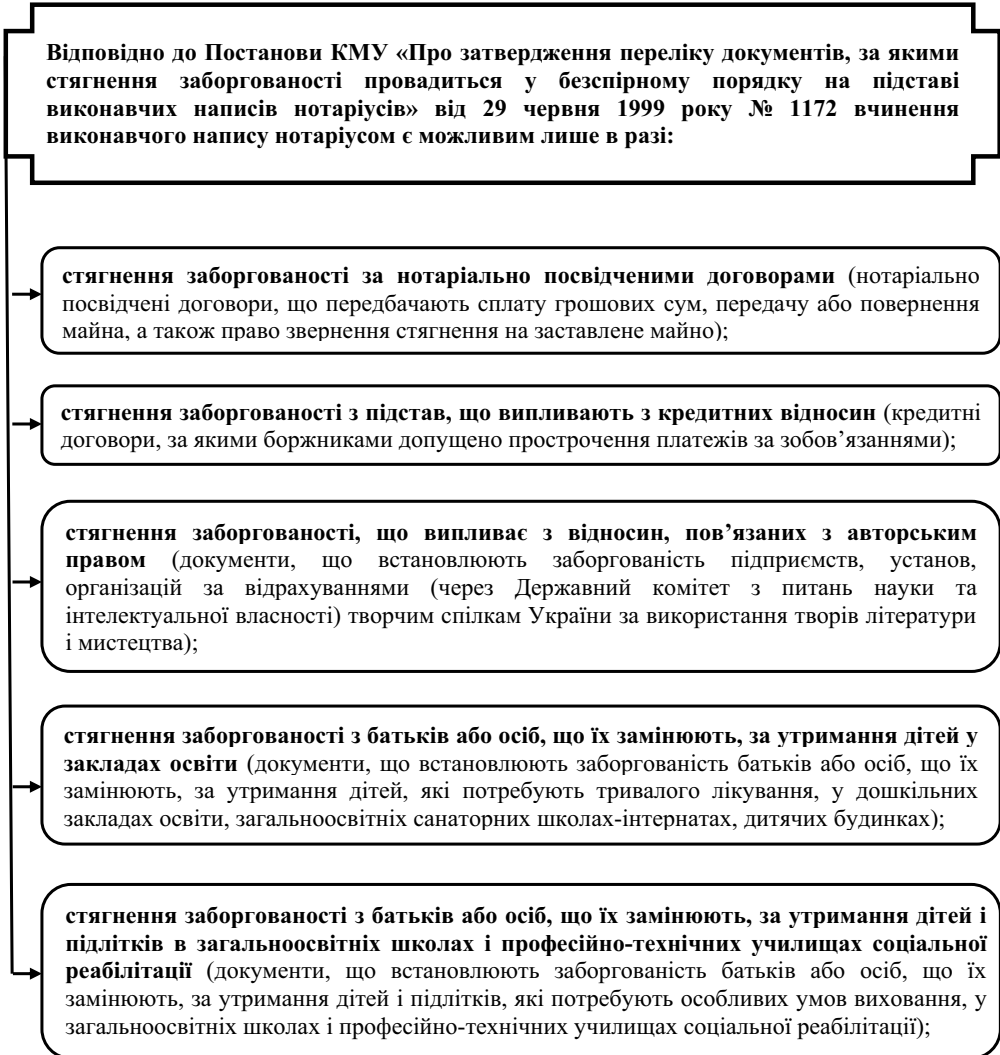 Відповідно до Постанови КМУ «Про затвердження переліку документів, за якими
стягнення заборгованості провадиться у безспірному порядку на підставі
виконавчих написів нотаріусів» від 29 червня 1999 року № 1172 вчинення
виконавчого напису нотаріусом є можливим лише в разі:
стягнення заборгованості за нотаріально посвідченими договорами (нотаріально
посвідчені договори, що передбачають сплату грошових сум, передачу або повернення
майна, а також право звернення стягнення на заставлене майно);
стягнення заборгованості з підстав, що випливають з кредитних відносин (кредитні
договори, за якими боржниками допущено прострочення платежів за зобов’язаннями);
стягнення заборгованості, що випливає з відносин, пов’язаних з авторським
правом (документи, що встановлюють заборгованість підприємств, установ,
організацій за відрахуваннями (через Державний комітет з питань науки та
інтелектуальної власності) творчим спілкам України за використання творів літератури
і мистецтва);
стягнення заборгованості з батьків або осіб, що їх замінюють, за утримання дітей у
закладах освіти (документи, що встановлюють заборгованість батьків або осіб, що їх
замінюють, за утримання дітей, які потребують тривалого лікування, у дошкільних
закладах освіти, загальноосвітніх санаторних школах-інтернатах, дитячих будинках);
стягнення заборгованості з батьків або осіб, що їх замінюють, за утримання дітей і
підлітків в загальноосвітніх школах і професійно-технічних училищах соціальної
реабілітації (документи, що встановлюють заборгованість батьків або осіб, що їх
замінюють, за утримання дітей і підлітків, які потребують особливих умов виховання, у
загальноосвітніх школах і професійно-технічних училищах соціальної реабілітації);